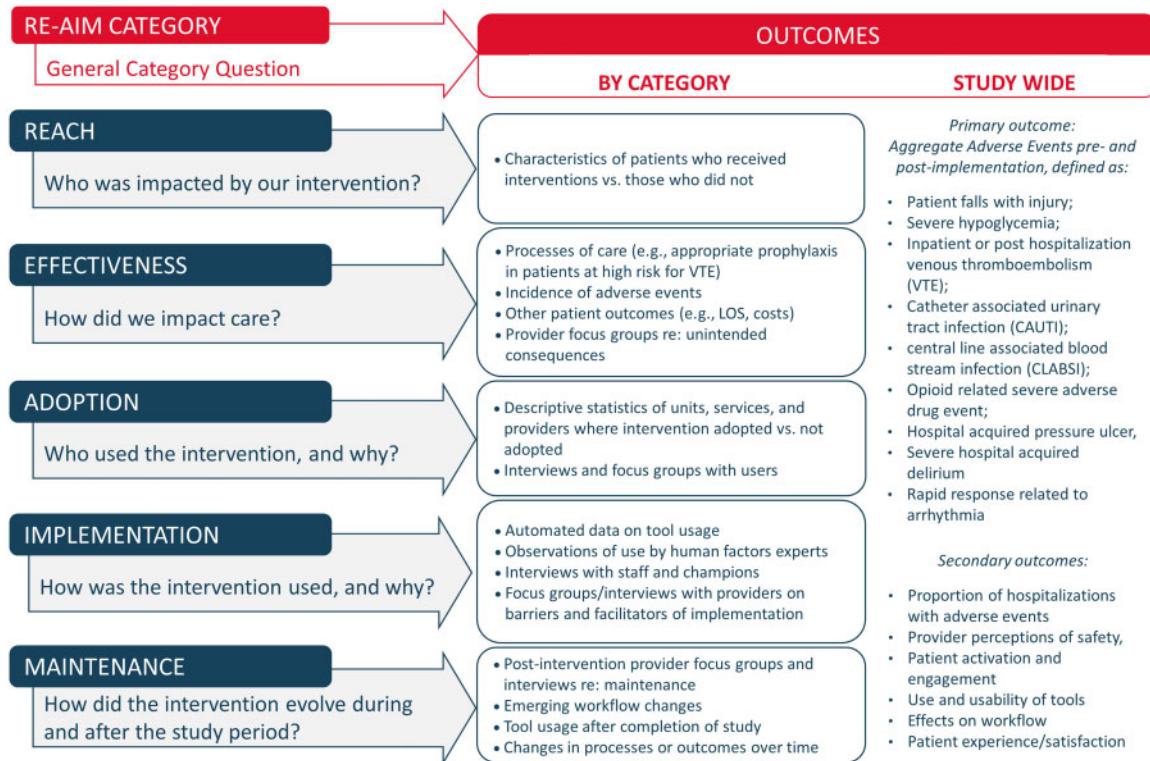 RE-AIM CATEGORY
General Category Question
OUTCOMES
BY CATEGORY
STUDY WIDE
REACH
Who was impacted by our intervention?
• Characteristics of patients who received
interventions vs. those who did not
EFFECTIVENESS
How did we impact care?
• Processes of care (e.g., appropriate prophylaxis
in patients at high risk for VTE)
• Incidence of adverse events
• Other patient outcomes (e.g., LOS, costs)
• Provider focus groups re: unintended
consequences
ADOPTION
Who used the intervention, and why?
• Descriptive statistics of units, services, and
providers where intervention adopted vs. not
adopted
• Interviews and focus groups with users
IMPLEMENTATION
How was the intervention used, and why?
• Automated data on tool usage
• Observations of use by human factors experts
• Interviews with staff and champions
• Focus groups/interviews with providers on
barriers and facilitators of implementation
MAINTENANCE
How did the intervention evolve during
and after the study period?
• Post-intervention provider focus groups and
interviews re: maintenance
• Emerging workflow changes
• Tool usage after completion of study
• Changes in processes or outcomes over time
Primary outcome:
Aggregate Adverse Events pre- and
post-implementation, defined as:
• Patient falls with injury;
• Severe hypoglycemia;
• Inpatient or post hospitalization
venous thromboembolism
(VTE);
• Catheter associated urinary
tract infection (CAUTI);
• central line associated blood
stream infection (CLABSI);
• Opioid related severe adverse
drug event;
• Hospital acquired pressure ulcer,
• Severe hospital acquired
delirium
• Rapid response related to
arrhythmia
Secondary outcomes:
• Proportion of hospitalizations
with adverse events
• Provider perceptions of safety,
• Patient activation and
engagement
• Use and usability of tools
• Effects on workflow
• Patient experience/satisfaction